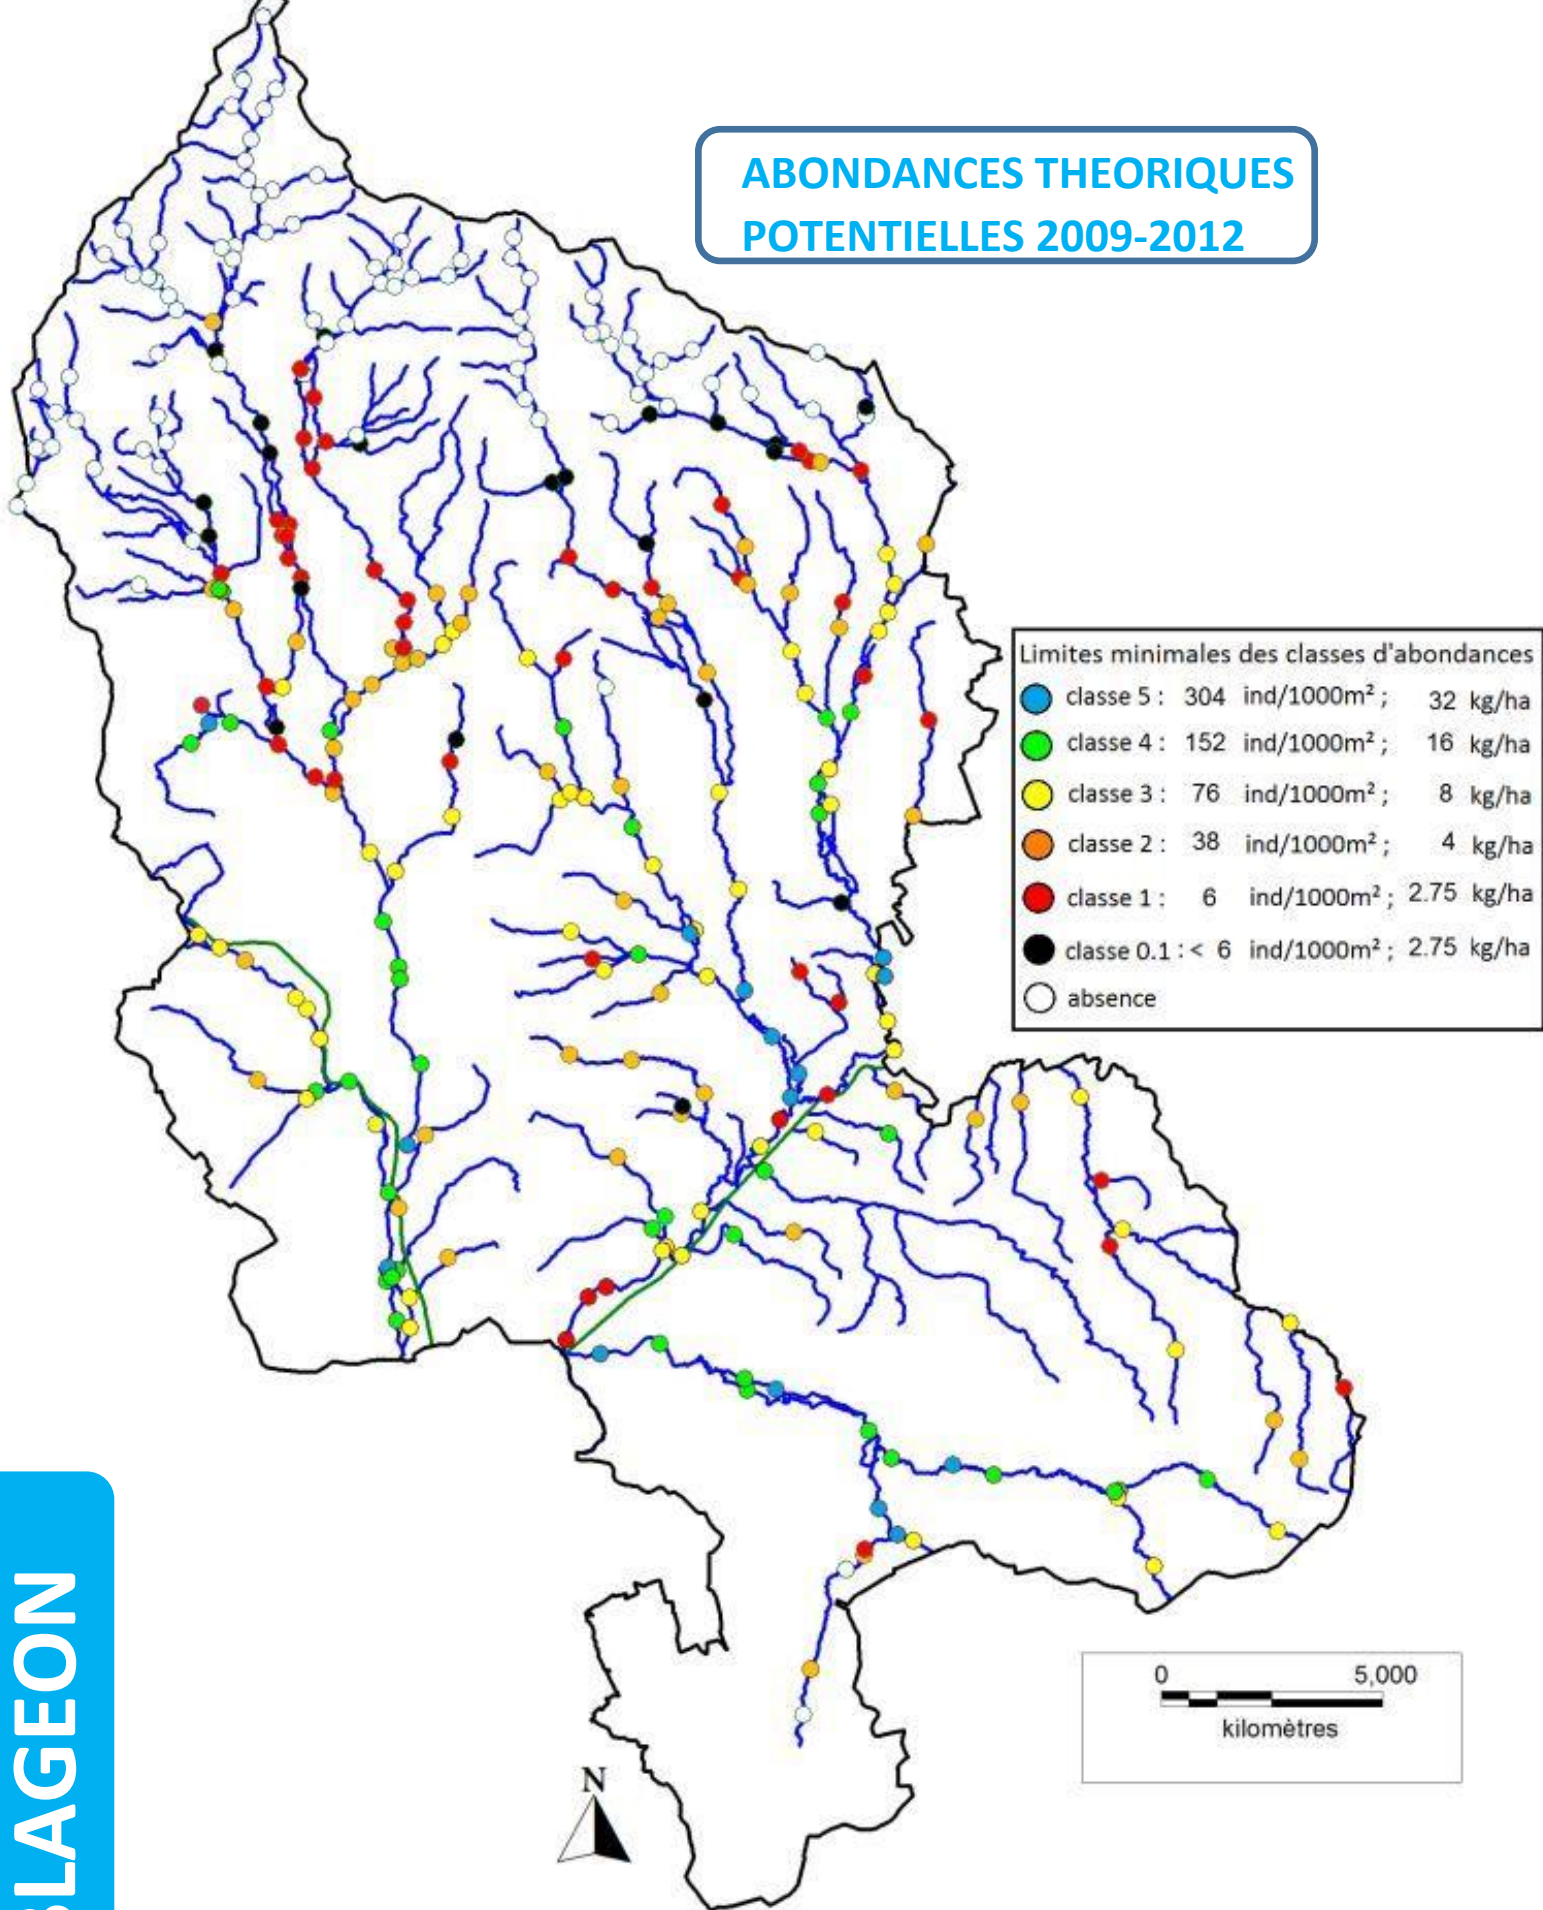 ABONDANCES THEORIQUES
POTENTIELLES 2009-2012
Limites minimales des classes d'abondances
classe 5 : 304 ind/1000m² ; 32 kg/ha
classe 4 : 152 ind/1000m² ; 16 kg/ha
classe 3 : 76 ind/1000m² ; 8 kg/ha
classe 2 : 38 ind/1000m² ; 4 kg/ha
classe 1 : 6 ind/1000m² ; 2.75 kg/ha
classe 0.1 : < 6 ind/1000m² ; 2.75 kg/ha
absence
0 5,000
kilomètres
N
LAGEON